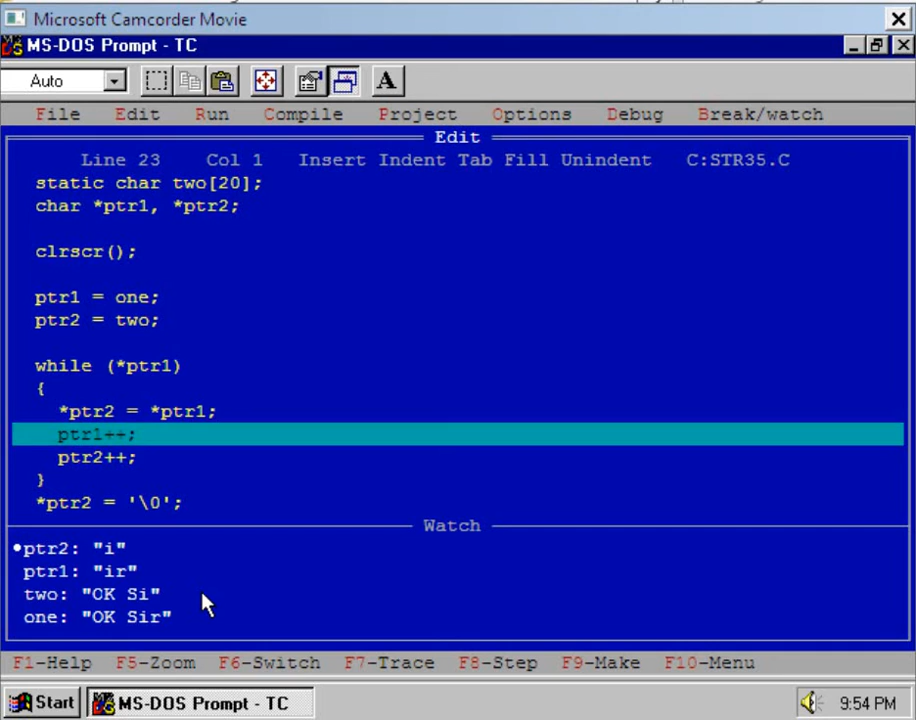 Microsoft Camcorder Movie
MS-DOS Prompt - TC
Auto
A
File Edit Run Compile Project Options Debug Break/watch
Edit
Line 23 Col 1 Insert Indent Tab Fill Unindent C:STR35.C
static char two[20];
char *ptr1, *ptr2;
clrscr();
ptr1 = one;
ptr2 = two;
while (*ptr1)
{
*ptr2 = *ptr1;
ptr1++;
ptr2++;
}
*ptr2 = '\0';
Watch
•ptr2: "i"
ptr1: "ir"
two: "OK Si"
one: "OK Sir"
F1-Help F5-Zoom F6-Switch F7-Trace F8-Step F9-Make F10-Menu
Start MS-DOS Prompt - TC 9:54 PM